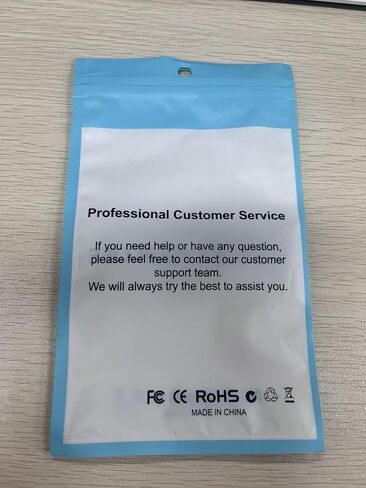 Professional Customer Service
If you need help or have any question,
please feel free to contact our customer
support team.
We will always try the best to assist you.
FC CE RoHS
MADE IN CHINA